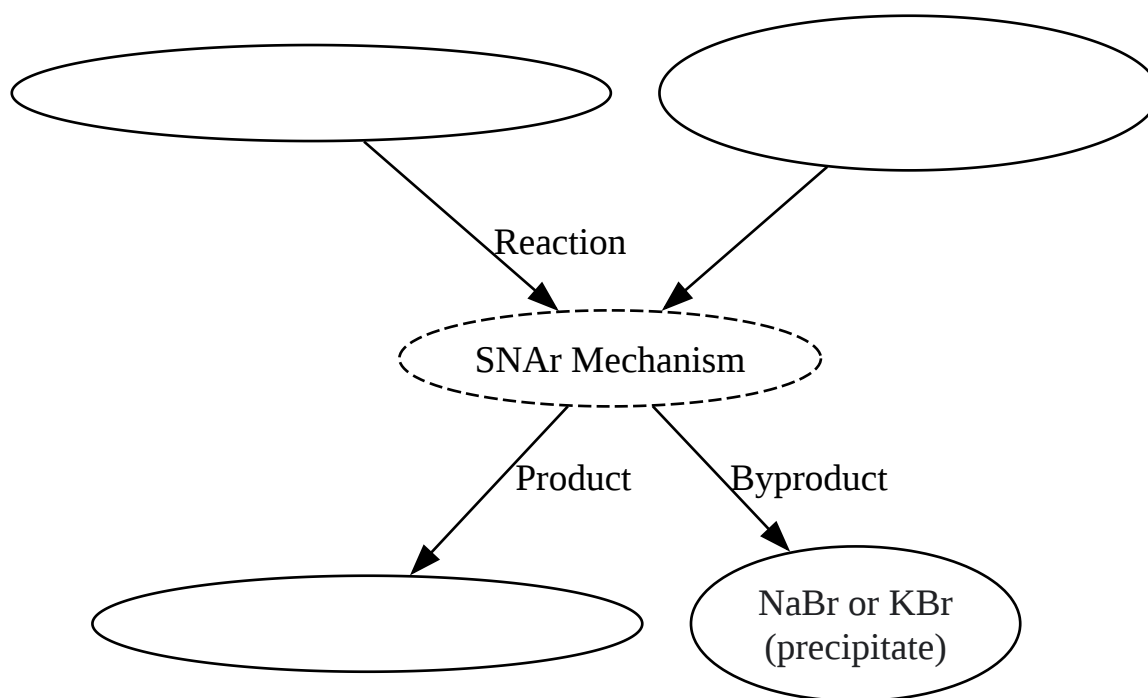 Reaction
SNAr Mechanism
Product
Byproduct
NaBr or KBr
(precipitate)